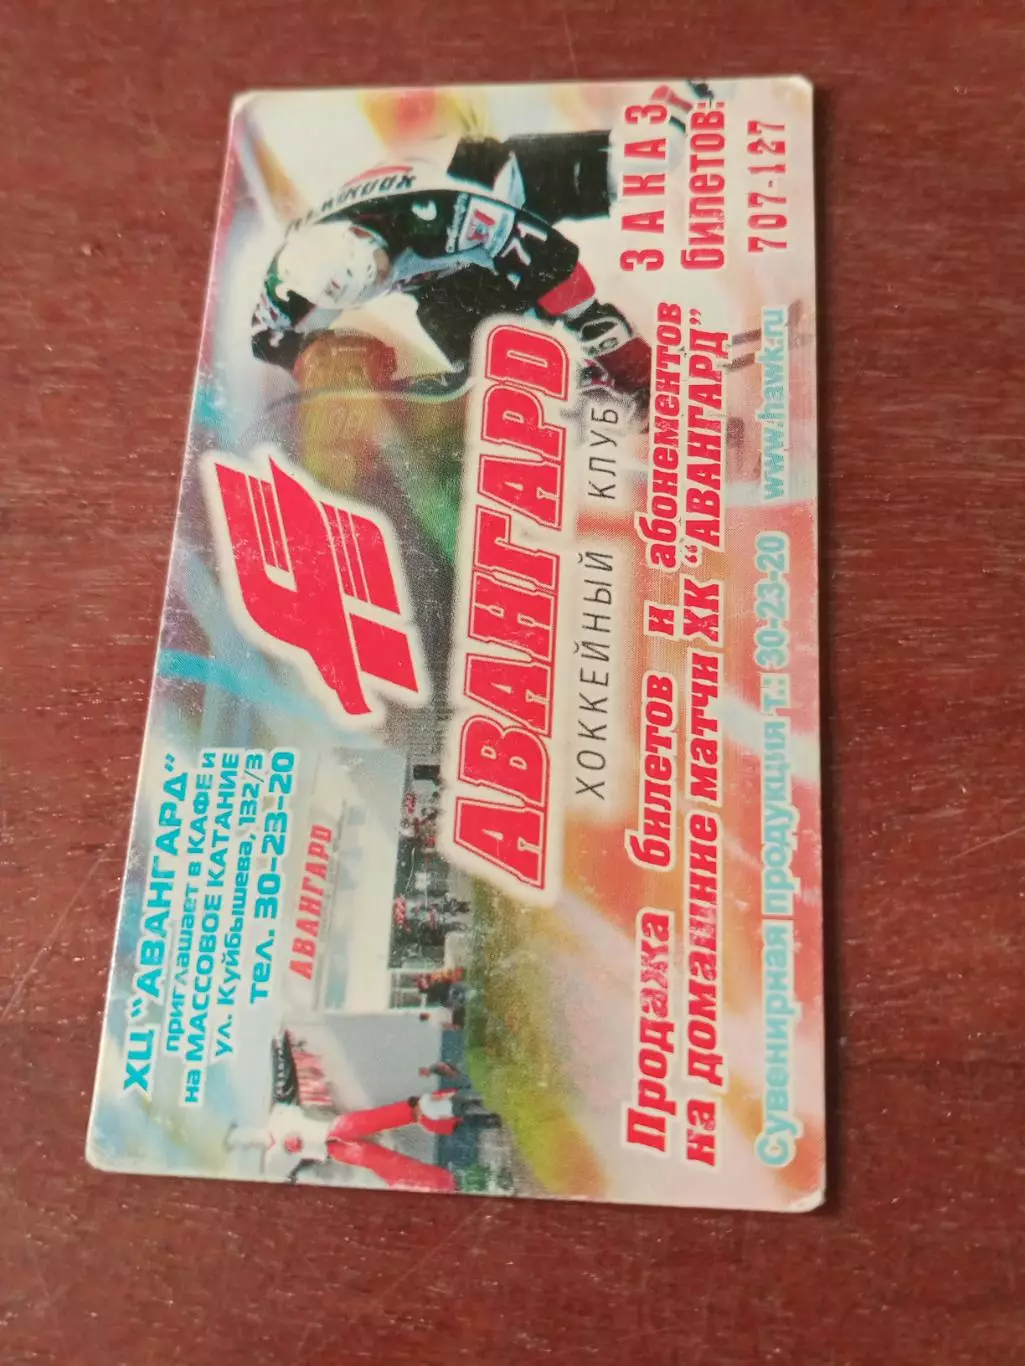 ХЦ "АВАНГАРД"
приглашает в КАФЕ и
на МАССОВОЕ КАТАНИЕ
ул. Куйбышева, 132/3
тел. 30-23-20
АВАНГАРД
71
АВАНГАРД
ХОККЕЙНЫЙ КЛУБ
ЗАКАЗ
билетов:
707-127
Продажа билетов и абонементов
на домашние матчи ХК "АВАНГАРД"
Сувенирная продукция т.: 30-23-20 www.hawk.ru